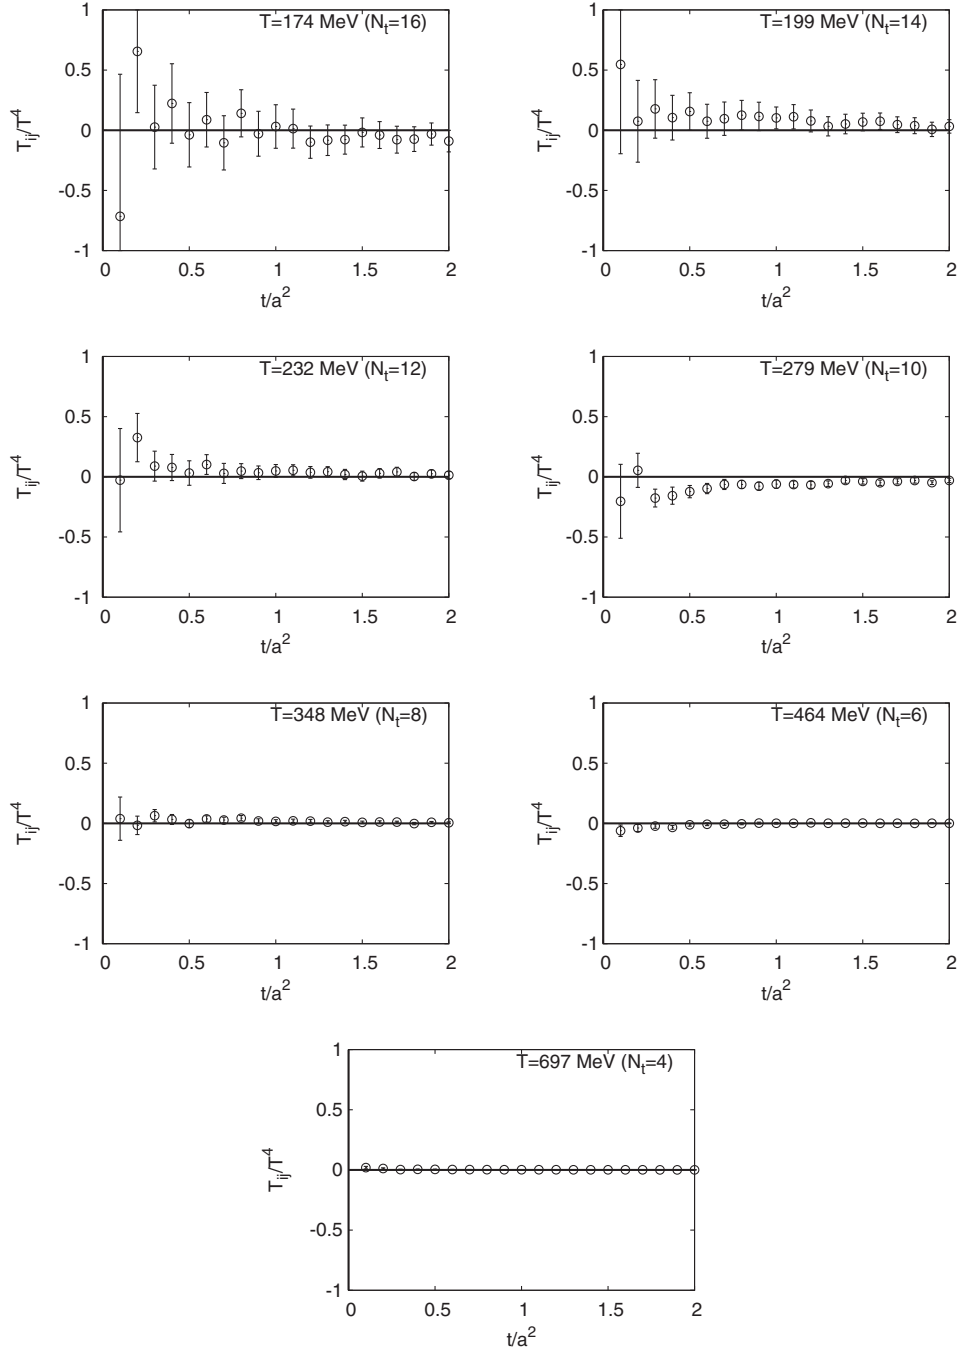 T=174 MeV (N_t=16)
1
0.5
0
-0.5
-1
T_ij/T^4
0 0.5 1 1.5 2
t/a^2
T=199 MeV (N_t=14)
1
0.5
0
-0.5
-1
T_ij/T^4
0 0.5 1 1.5 2
t/a^2
T=232 MeV (N_t=12)
1
0.5
0
-0.5
-1
T_ij/T^4
0 0.5 1 1.5 2
t/a^2
T=279 MeV (N_t=10)
1
0.5
0
-0.5
-1
T_ij/T^4
0 0.5 1 1.5 2
t/a^2
T=348 MeV (N_t=8)
1
0.5
0
-0.5
-1
T_ij/T^4
0 0.5 1 1.5 2
t/a^2
T=464 MeV (N_t=6)
1
0.5
0
-0.5
-1
T_ij/T^4
0 0.5 1 1.5 2
t/a^2
T=697 MeV (N_t=4)
1
0.5
0
-0.5
-1
T_ij/T^4
0 0.5 1 1.5 2
t/a^2